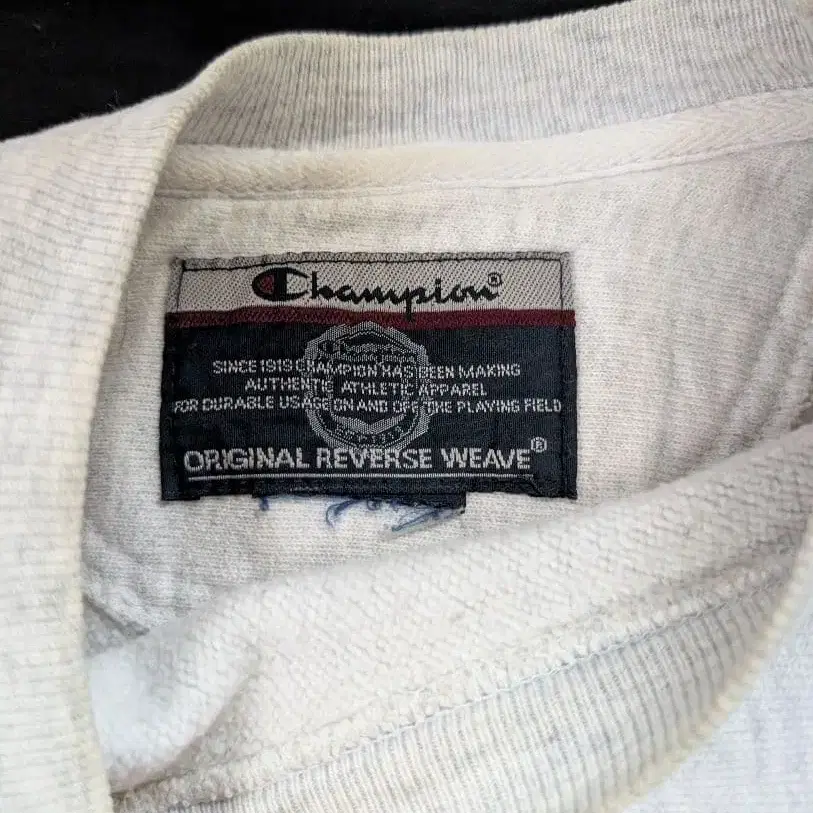 Champion®
SINCE 1919 CHAMPION HAS BEEN MAKING
AUTHENTIC ATHLETIC APPAREL
FOR DURABLE USAGE ON AND OFF THE PLAYING FIELD
ORIGINAL REVERSE WEAVE®